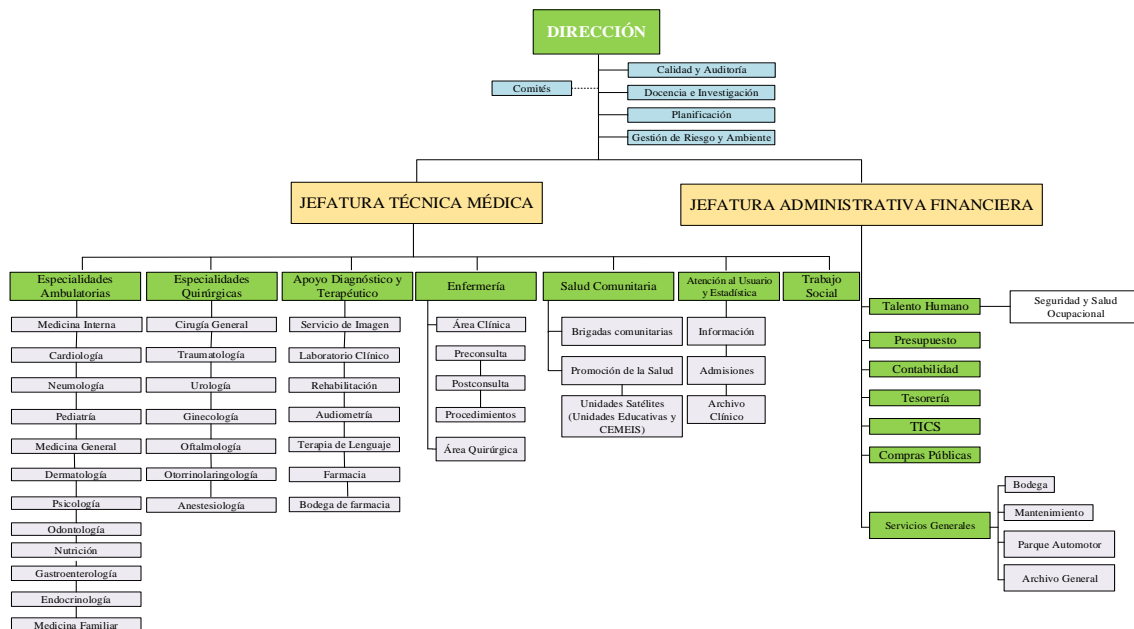 DIRECCIÓN
Calidad y Auditoría
Comités
Docencia e Investigación
Planificación
Gestión de Riesgo y Ambiente
JEFATURA TÉCNICA MÉDICA
JEFATURA ADMINISTRATIVA FINANCIERA
Especialidades
Ambulatorias
Medicina Interna
Cardiología
Neumología
Pediatría
Medicina General
Dermatología
Psicología
Odontología
Nutrición
Gastroenterología
Endocrinología
Medicina Familiar
Especialidades
Quirúrgicas
Cirugía General
Traumatología
Urología
Ginecología
Oftalmología
Otorrinolaringología
Anestesiología
Apoyo Diagnóstico y
Terapéutico
Servicio de Imagen
Laboratorio Clínico
Rehabilitación
Audiometría
Terapia de Lenguaje
Farmacia
Bodega de farmacia
Enfermería
Área Clínica
Preconsulta
Postconsulta
Procedimientos
Área Quirúrgica
Salud Comunitaria
Brigadas comunitarias
Promoción de la Salud
Unidades Satélites
(Unidades Educativas y
CEMEIS)
Atención al Usuario
y Estadística
Información
Admisiones
Archivo
Clínico
Trabajo
Social
Talento Humano
Seguridad y Salud
Ocupacional
Presupuesto
Contabilidad
Tesorería
TICS
Compras Públicas
Servicios Generales
Bodega
Mantenimiento
Parque Automotor
Archivo General